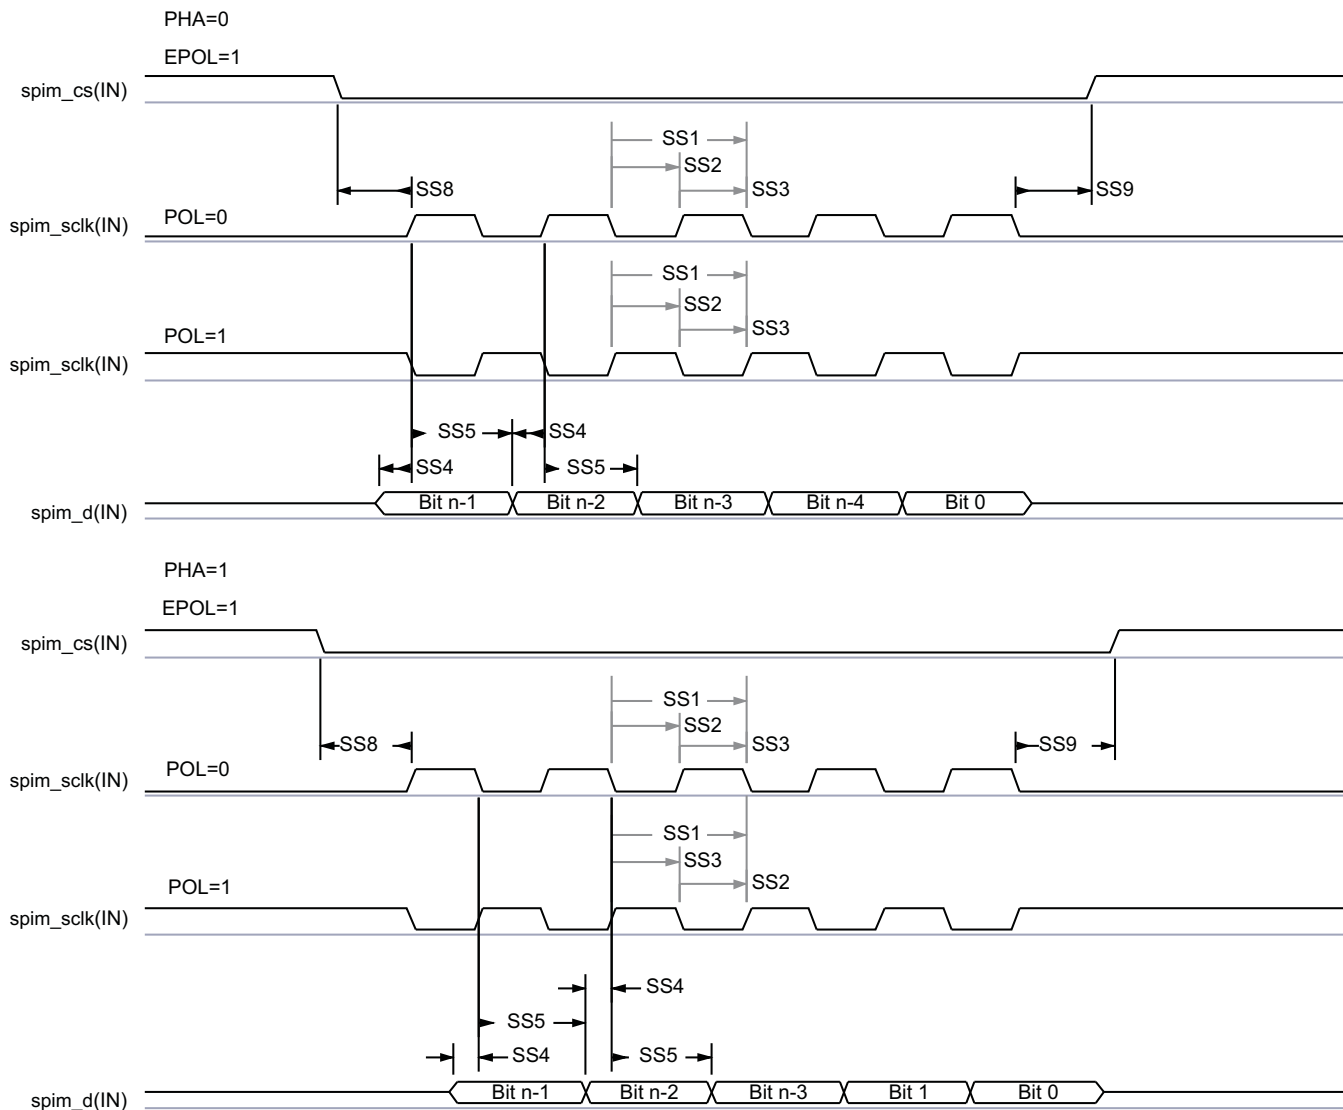 PHA=0
EPOL=1
spim_cs(IN)
SS1
SS2
SS8
SS3
SS9
POL=0
spim_sclk(IN)
SS1
SS2
SS3
POL=1
spim_sclk(IN)
SS5
SS4
SS4
SS5
Bit n-1
Bit n-2
Bit n-3
Bit n-4
Bit 0
spim_d(IN)
PHA=1
EPOL=1
spim_cs(IN)
SS1
SS2
SS8
SS3
SS9
POL=0
spim_sclk(IN)
SS1
SS3
SS2
POL=1
spim_sclk(IN)
SS4
SS5
SS4
SS5
Bit n-1
Bit n-2
Bit n-3
Bit 1
Bit 0
spim_d(IN)